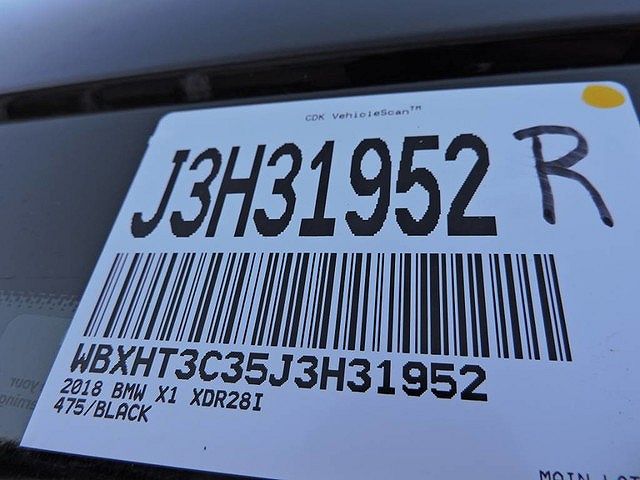 CDK VehicleScan™
J3H31952 R
WBXHT3C35J3H31952
2018 BMW X1 XDR28I
475/BLACK